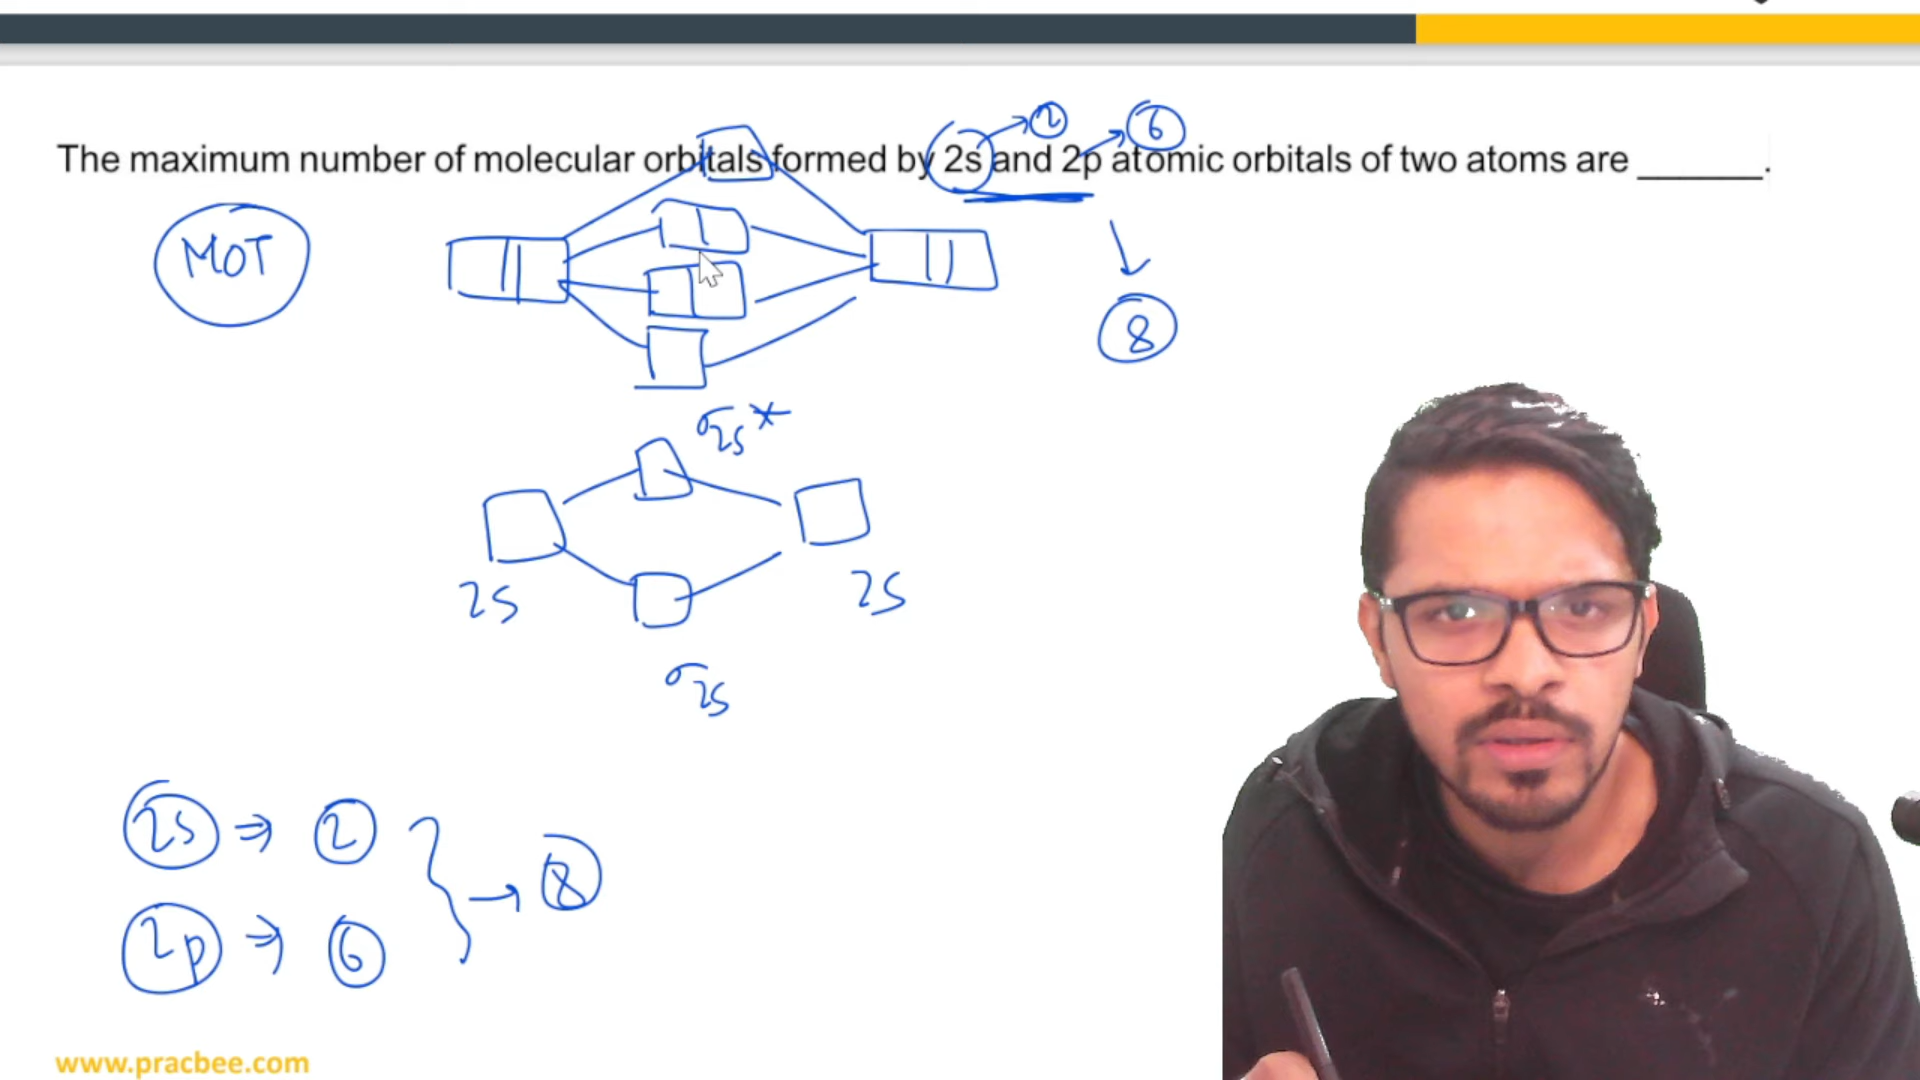 The maximum number of molecular orbitals formed by 2s and 2p atomic orbitals of two atoms are _______.
2
6
MOT
8
σ2s*
2s
2s
σ2s
2s ⇒ 2
2p ⇒ 6
→ 8
www.pracbee.com